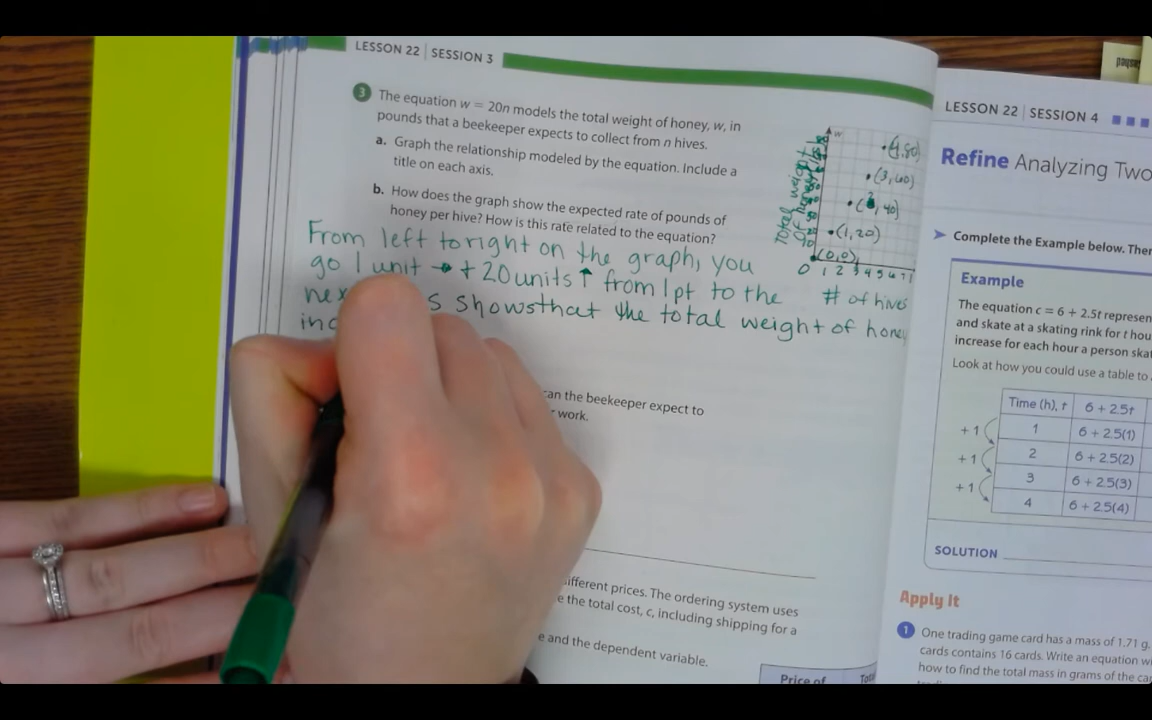 LESSON 22 | SESSION 3
3 The equation w = 20n models the total weight of honey, w, in
pounds that a beekeeper expects to collect from n hives.
a. Graph the relationship modeled by the equation. Include a
title on each axis.
b. How does the graph show the expected rate of pounds of
honey per hive? How is this rate related to the equation?
From left to right on the graph, you
go 1 unit → + 20 units ↑ from 1 pt to the
s shows that the total weight of honey
an the beekeeper expect to
work.
ifferent prices. The ordering system uses
e the total cost, c, including shipping for a
e and the dependent variable.
Price of
w
(4,80)
(3,60)
(2,40)
(1,20)
(0,0)
0 1 2 3 4 5 6 7
# of hives
Total weight
LESSON 22 | SESSION 4
Refine Analyzing Two
Complete the Example below. Then
Example
The equation c = 6 + 2.5t represen
and skate at a skating rink for t hou
increase for each hour a person ska
Look at how you could use a table to
Time (h), t 6 + 2.5t
+1 1 6 + 2.5(1)
+1 2 6 + 2.5(2)
+1 3 6 + 2.5(3)
4 6 + 2.5(4)
SOLUTION
Apply It
1 One trading game card has a mass of 1.71 g.
cards contains 16 cards. Write an equation w
how to find the total mass in grams of the ca